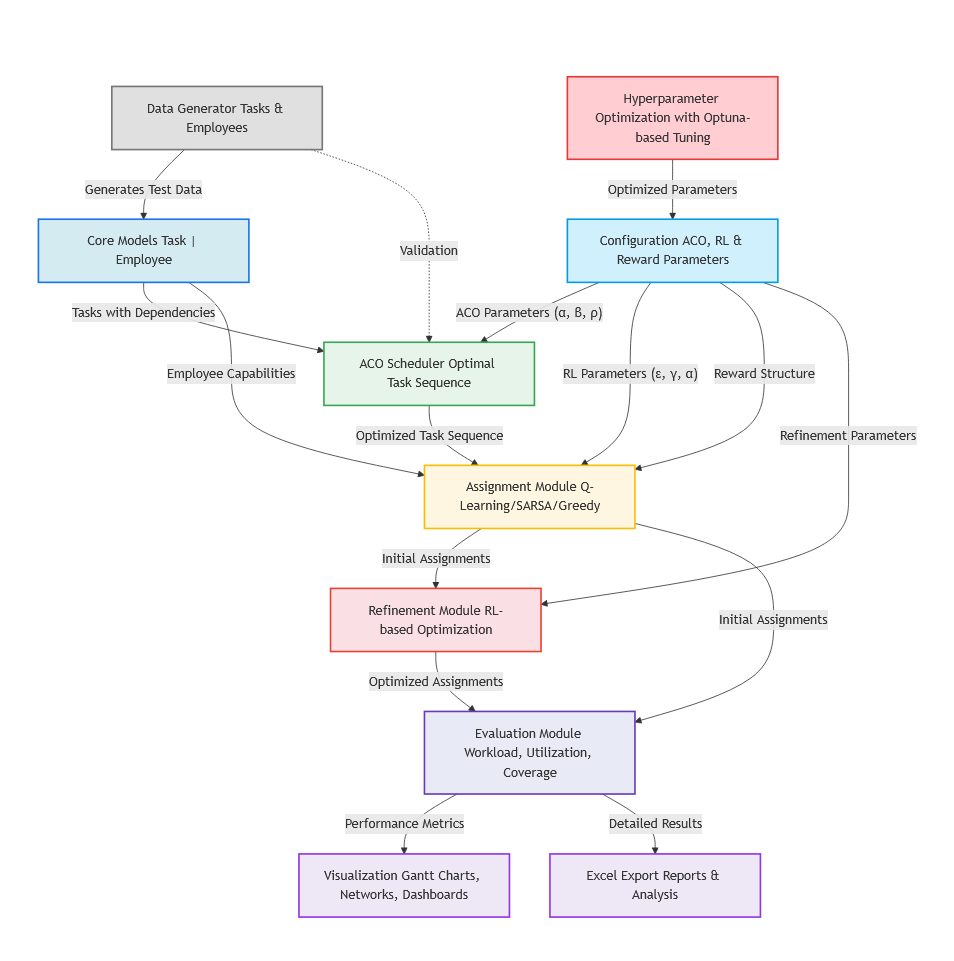 Data Generator Tasks &
Employees
Hyperparameter
Optimization with Optuna-
based Tuning
Generates Test Data
Optimized Parameters
Core Models Task |
Employee
Validation
Configuration ACO, RL &
Reward Parameters
Tasks with Dependencies
ACO Parameters (α, β, ρ)
ACO Scheduler Optimal
Task Sequence
Employee Capabilities
RL Parameters (ε, γ, α)
Reward Structure
Optimized Task Sequence
Refinement Parameters
Assignment Module Q-
Learning/SARSA/Greedy
Initial Assignments
Refinement Module RL-
based Optimization
Initial Assignments
Optimized Assignments
Evaluation Module
Workload, Utilization,
Coverage
Performance Metrics
Detailed Results
Visualization Gantt Charts,
Networks, Dashboards
Excel Export Reports &
Analysis